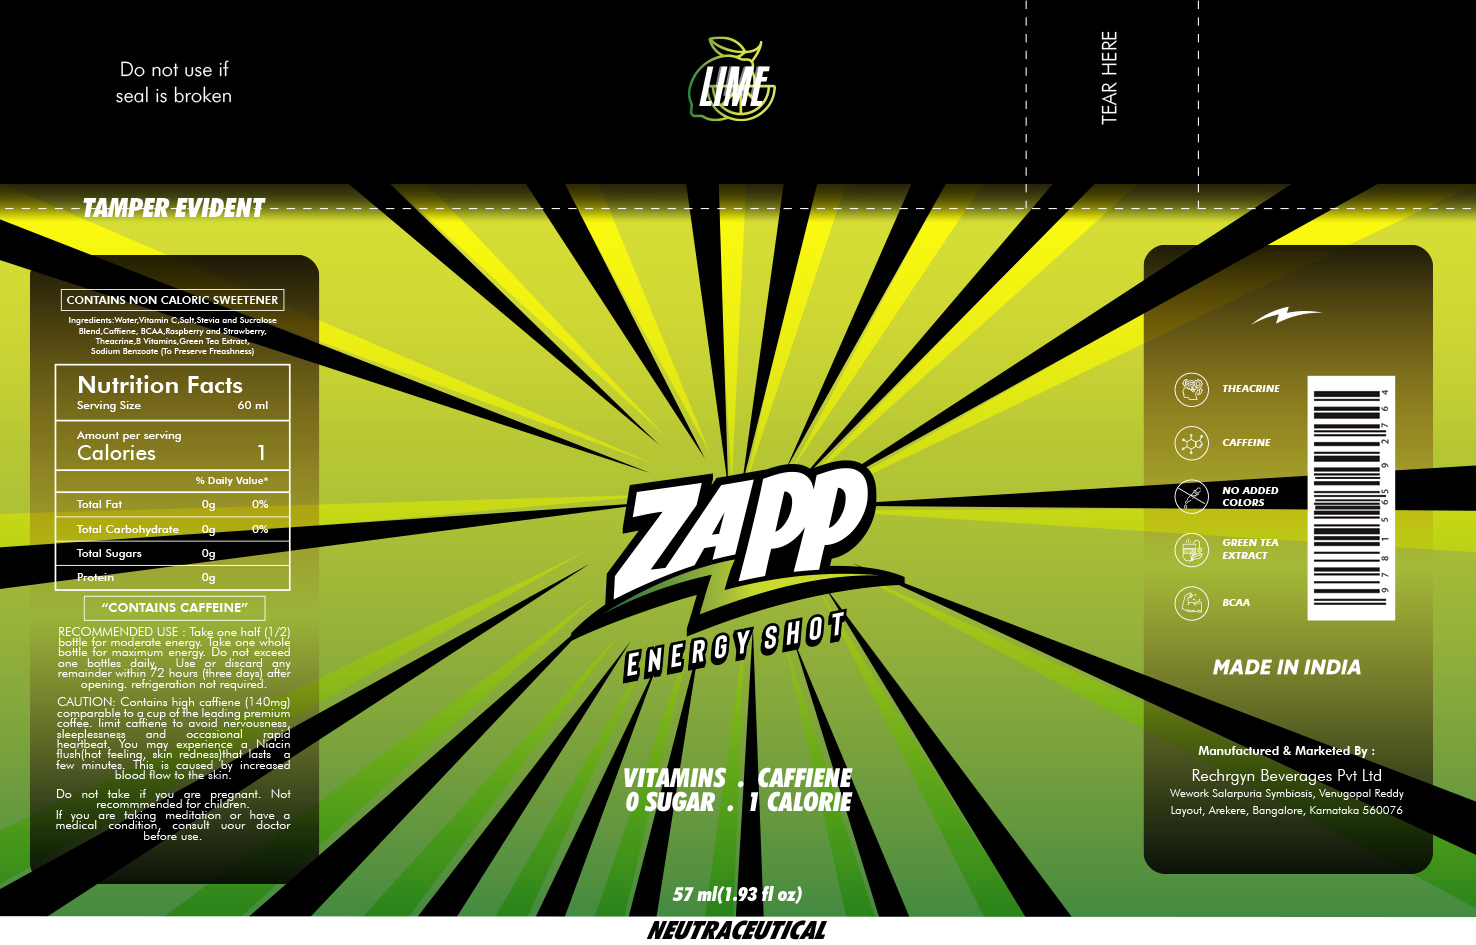 Do not use if
seal is broken
LIME
TEAR HERE
TAMPER EVIDENT
CONTAINS NON CALORIC SWEETENER
Ingredients:Water,Vitamin C,Salt,Stevia and Sucralose
Blend,Caffiene, BCAA,Raspberry and Strawberry,
Theacrine,B Vitamins,Green Tea Extract,
Sodium Benzoate (To Preserve Freashness)
Nutrition Facts
Serving Size 60 ml
Amount per serving
Calories 1
% Daily Value*
Total Fat 0g 0%
Total Carbohydrate 0g 0%
Total Sugars 0g
Protein 0g
“CONTAINS CAFFEINE”
RECOMMENDED USE : Take one half (1/2)
bottle for moderate energy. Take one whole
bottle for maximum energy. Do not exceed
one bottles daily. Use or discard any
remainder within 72 hours (three days) after
opening. refrigeration not required.
CAUTION: Contains high caffiene (140mg)
comparable to a cup of the leading premium
coffee. limit caffiene to avoid nervousness,
sleeplessness and occasional rapid
heartbeat. You may experience a Niacin
flush(hot feeling, skin redness)that lasts a
few minutes. This is caused by increased
blood flow to the skin.
Do not take if you are pregnant. Not
recommmended for children.
If you are taking meditation or have a
medical condition, consult uour doctor
before use.
ZAPP
ENERGY SHOT
VITAMINS . CAFFIENE
0 SUGAR . 1 CALORIE
57 ml(1.93 fl oz)
NEUTRACEUTICAL
THEACRINE
CAFFEINE
NO ADDED
COLORS
GREEN TEA
EXTRACT
BCAA
9 781565 92764
MADE IN INDIA
Manufactured & Marketed By :
Rechrgyn Beverages Pvt Ltd
Wework Salarpuria Symbiosis, Venugopal Reddy
Layout, Arekere, Bangalore, Karnataka 560076